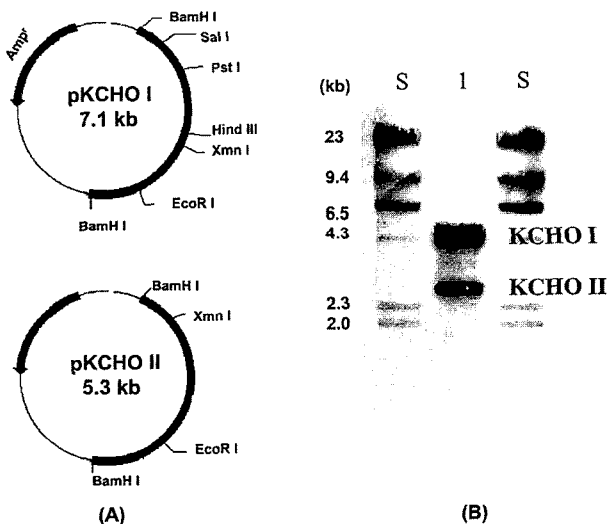 BamH I
Sal I
Pst I
Hind III
Xmn I
EcoR I
BamH I
Ampʳ
pKCHO I
7.1 kb
BamH I
Xmn I
EcoR I
BamH I
pKCHO II
5.3 kb
(A)
(kb) S 1 S
23
9.4
6.5
4.3 KCHO I
KCHO II
2.3
2.0
(B)